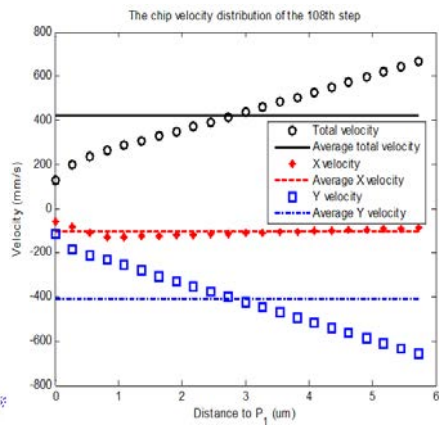 The chip velocity distribution of the 108th step
800
600
400
200
0
-200
-400
-600
-800
Velocity (mm/s)
Total velocity
Average total velocity
X velocity
Average X velocity
Y velocity
Average Y velocity
0 1 2 3 4 5 6
Distance to P1 (um)